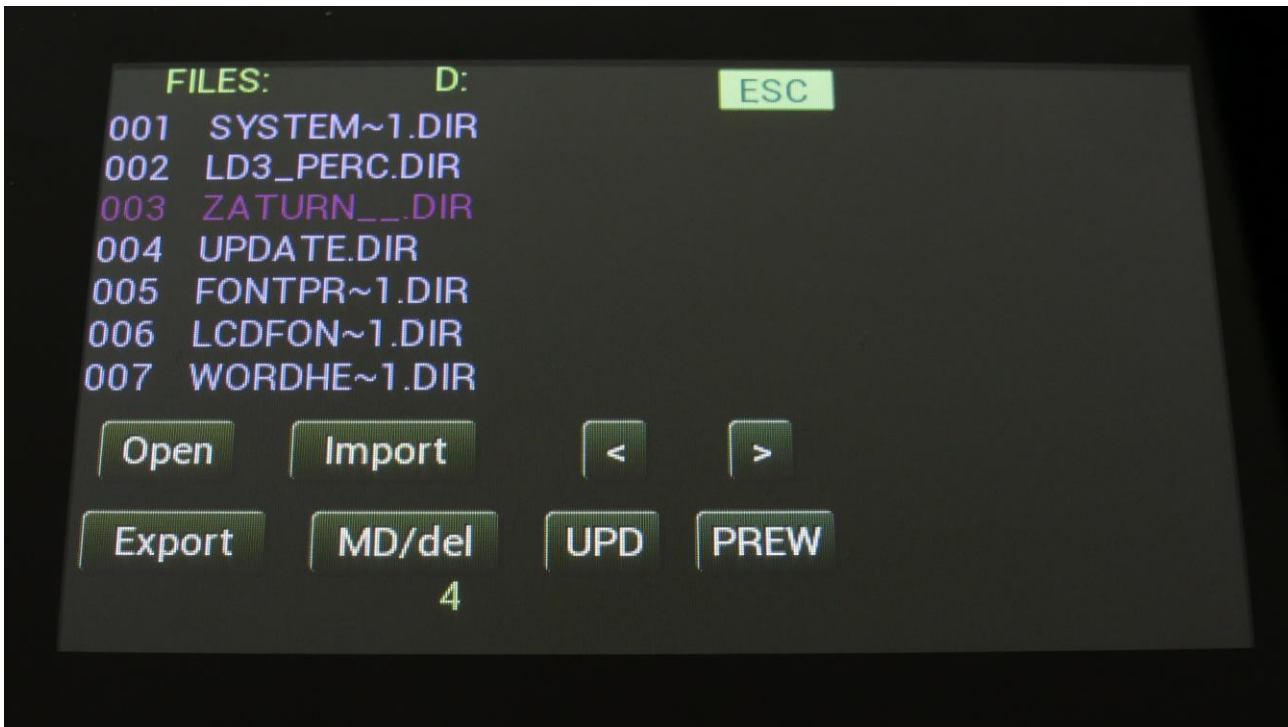 FILES: D: ESC
001 SYSTEM~1.DIR
002 LD3_PERC.DIR
003 ZATURN__.DIR
004 UPDATE.DIR
005 FONTPR~1.DIR
006 LCDFON~1.DIR
007 WORDHE~1.DIR
Open Import < >
Export MD/del UPD PREW
4